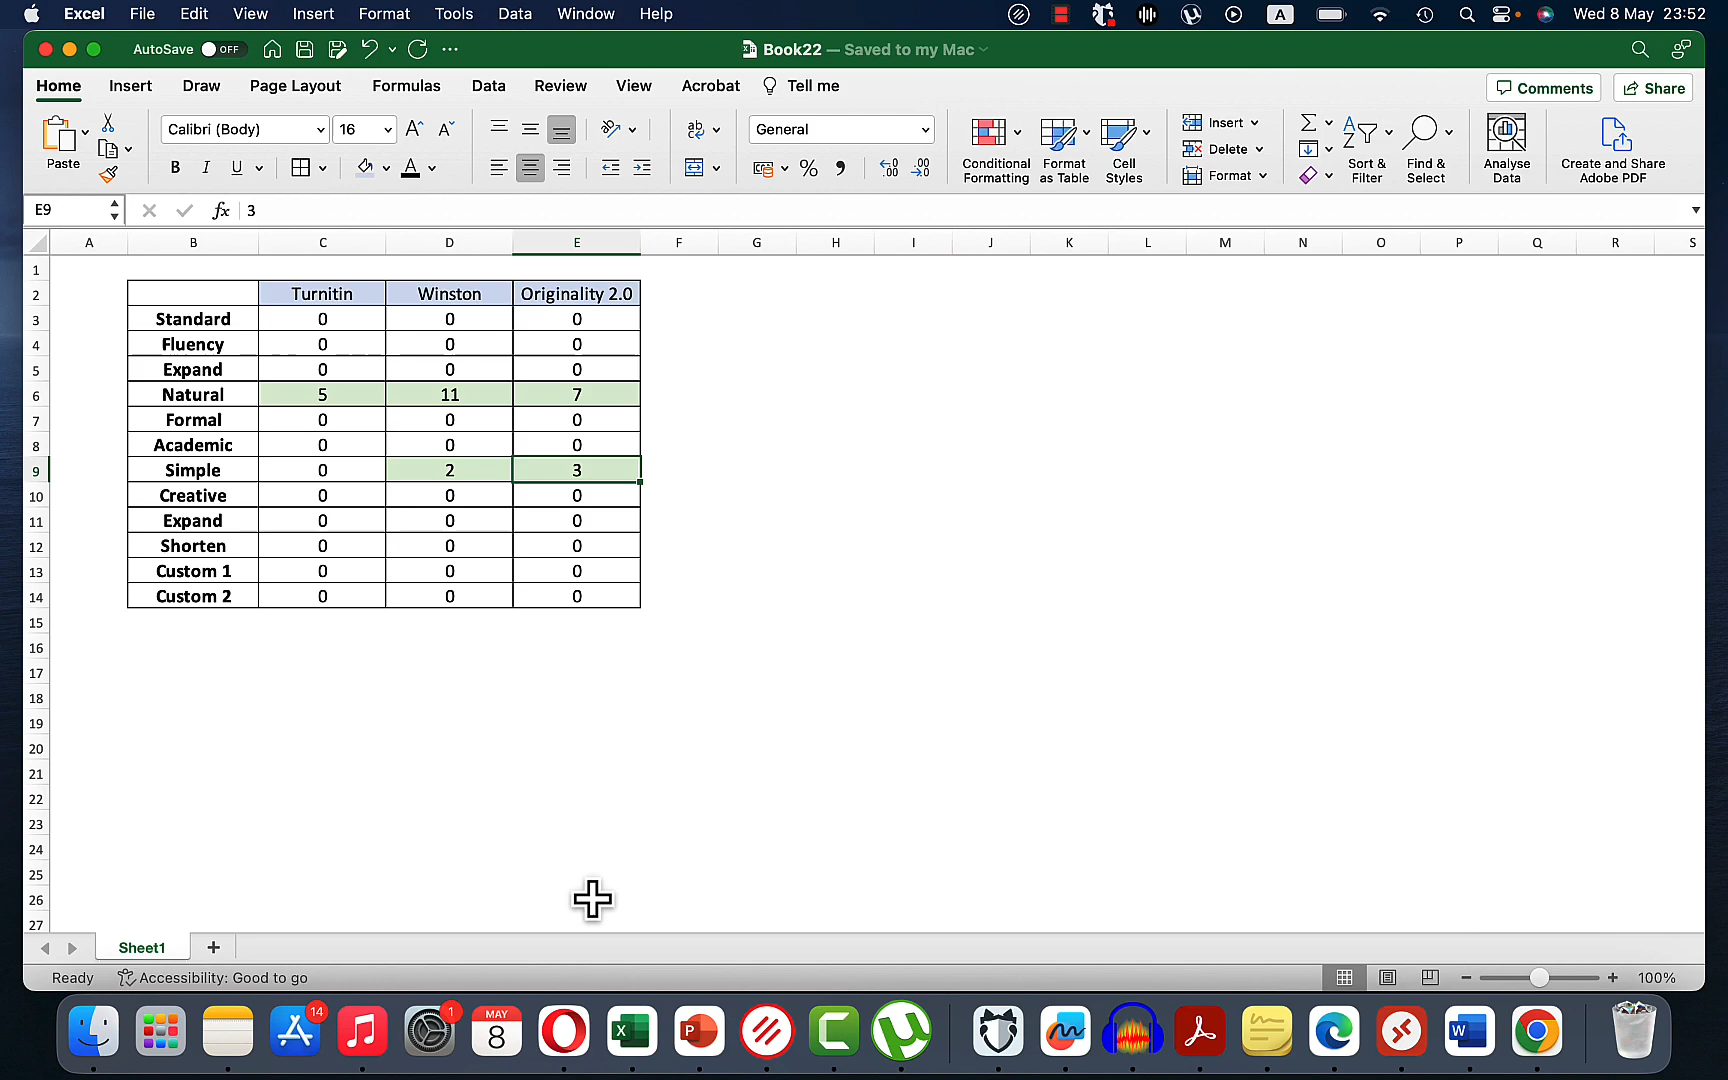 Excel File Edit View Insert Format Tools Data Window Help A Wed 8 May 23:52
AutoSave OFF Book22 — Saved to my Mac
Home Insert Draw Page Layout Formulas Data Review View Acrobat Tell me Comments Share
Paste Calibri (Body) 16 A A B I U A ab General % Conditional Formatting Format as Table Cell Styles Insert Delete Format Sort & Filter Find & Select Analyse Data Create and Share Adobe PDF
E9 fx 3
A B C D E F G H I J K L M N O P Q R S
1
2 Turnitin Winston Originality 2.0
3 Standard 0 0 0
4 Fluency 0 0 0
5 Expand 0 0 0
6 Natural 5 11 7
7 Formal 0 0 0
8 Academic 0 0 0
9 Simple 0 2 3
10 Creative 0 0 0
11 Expand 0 0 0
12 Shorten 0 0 0
13 Custom 1 0 0 0
14 Custom 2 0 0 0
15
16
17
18
19
20
21
22
23
24
25
26
27
Sheet1 +
Ready Accessibility: Good to go 100%
14 1 MAY 8 X P C W